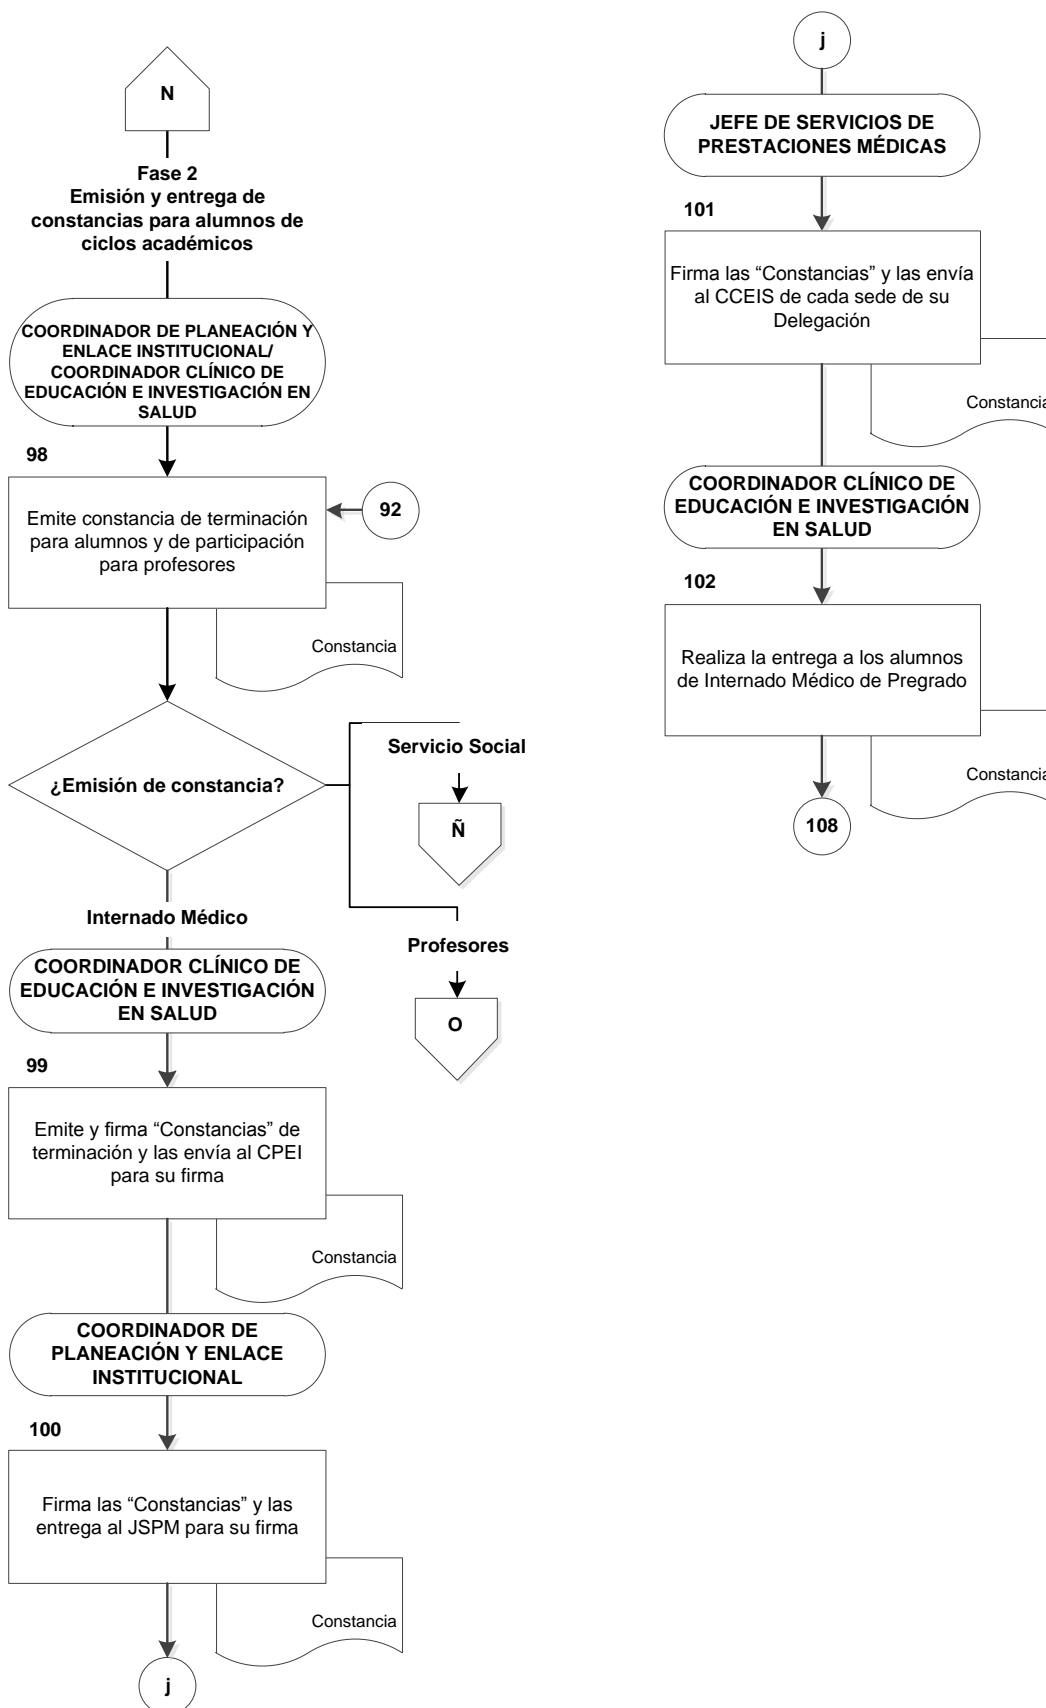 N
Fase 2
Emisión y entrega de
constancias para alumnos de
ciclos académicos
COORDINADOR DE PLANEACIÓN Y
ENLACE INSTITUCIONAL/
COORDINADOR CLÍNICO DE
EDUCACIÓN E INVESTIGACIÓN EN
SALUD
98
Emite constancia de terminación
para alumnos y de participación
para profesores
92
Constancia
¿Emisión de constancia?
Servicio Social
Ñ
Profesores
O
Internado Médico
COORDINADOR CLÍNICO DE
EDUCACIÓN E INVESTIGACIÓN
EN SALUD
99
Emite y firma “Constancias” de
terminación y las envía al CPEI
para su firma
Constancia
COORDINADOR DE
PLANEACIÓN Y ENLACE
INSTITUCIONAL
100
Firma las “Constancias” y las
entrega al JSPM para su firma
Constancia
j
j
JEFE DE SERVICIOS DE
PRESTACIONES MÉDICAS
101
Firma las “Constancias” y las envía
al CCEIS de cada sede de su
Delegación
Constancia
COORDINADOR CLÍNICO DE
EDUCACIÓN E INVESTIGACIÓN
EN SALUD
102
Realiza la entrega a los alumnos
de Internado Médico de Pregrado
Constancia
108